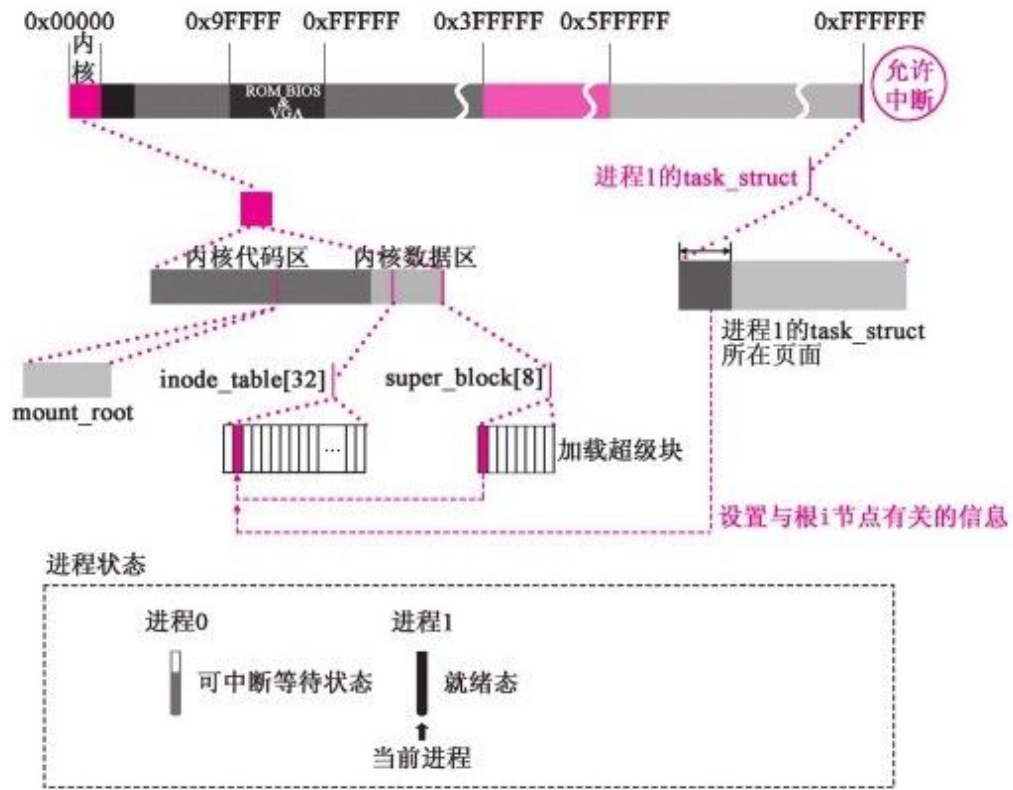 0x00000 0x9FFFF 0xFFFFF 0x3FFFFF 0x5FFFFF 0xFFFFFF
内
核
ROM BIOS
&
VGA
允许
中断
进程1的task_struct
内核代码区 内核数据区
进程1的task_struct
所在页面
inode_table[32] super_block[8]
mount_root
...
加载超级块
设置与根i节点有关的信息
进程状态
进程0 进程1
可中断等待状态 就绪态
当前进程